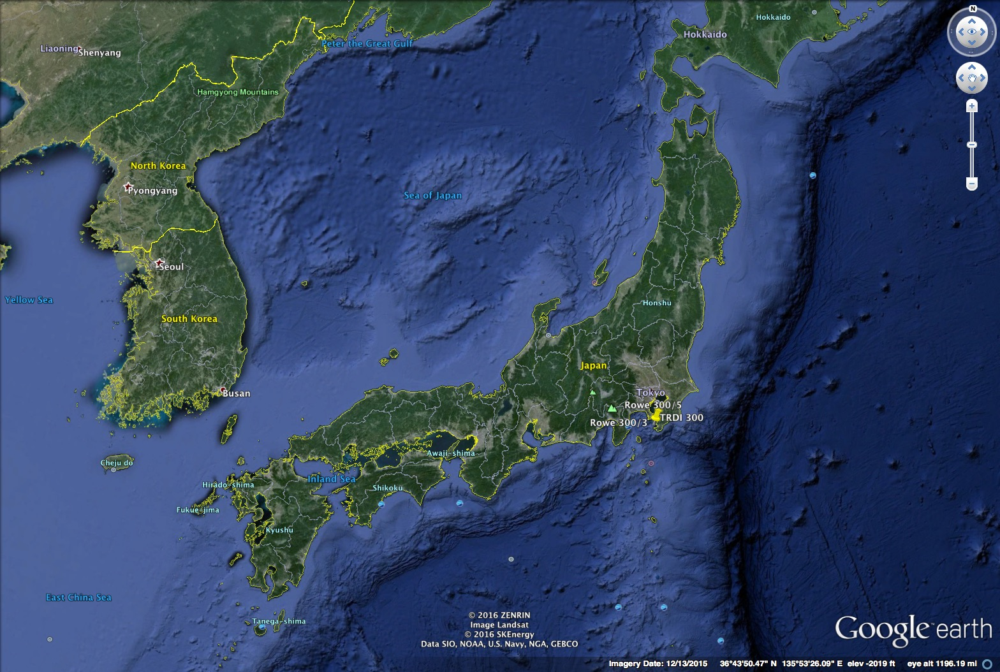 N
Hokkaido
Hokkaido
Peter the Great Gulf
Liaoning
Shenyang
Hamgyong Mountains
North Korea
Pyongyang
Sea of Japan
Seoul
Yellow Sea
Honshu
South Korea
Japan
Busan
Tokyo
Rowe 300/5
TRDI 300
Rowe 300/3
Awaji-shima
Cheju do
Inland Sea
Hirado-shima
Shikoku
Fukue-jima
Kyushu
East China Sea
Tanega-shima
© 2016 ZENRIN
Image Landsat
© 2016 SKEnergy
Data SIO, NOAA, U.S. Navy, NGA, GEBCO
Google™ earth
Imagery Date: 12/13/2015 36°43'50.47" N 135°53'26.09" E elev -2019 ft eye alt 1196.19 mi